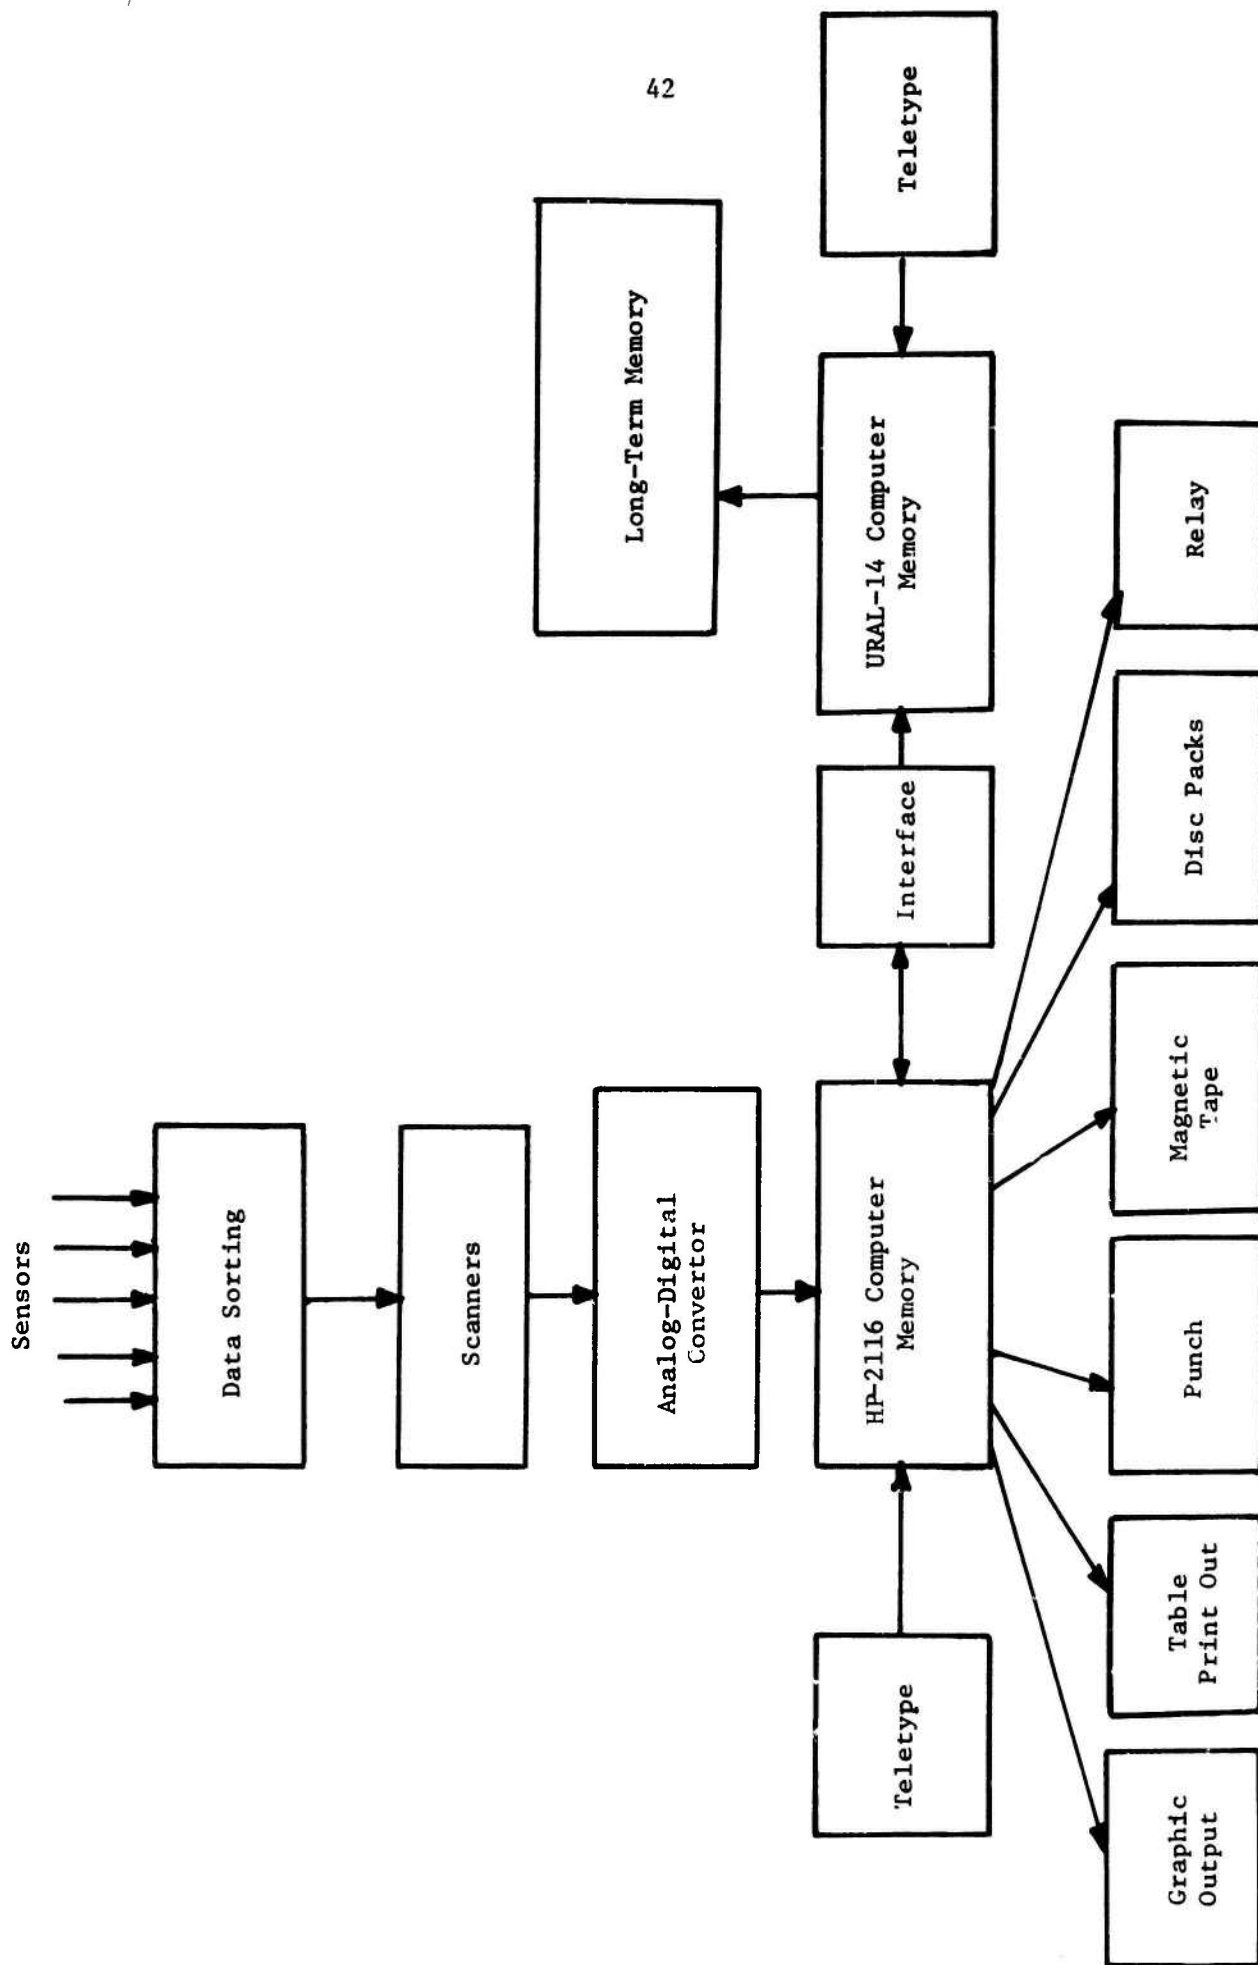 42
Sensors
Data Sorting
Scanners
Analog-Digital
Convertor
Long-Term Memory
Teletype
HP-2116 Computer
Memory
Interface
URAL-14 Computer
Memory
Teletype
Graphic
Output
Table
Print Out
Punch
Magnetic
Tape
Disc Packs
Relay